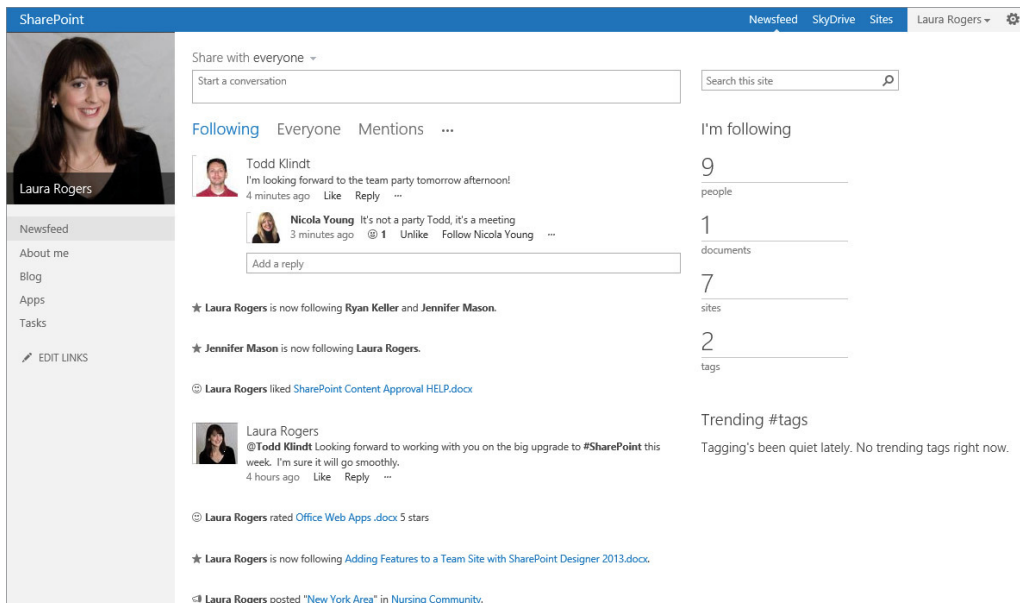 SharePoint
Newsfeed SkyDrive Sites Laura Rogers
Laura Rogers
Newsfeed
About me
Blog
Apps
Tasks
EDIT LINKS
Share with everyone
Start a conversation
Following Everyone Mentions ...
Todd Klindt
I'm looking forward to the team party tomorrow afternoon!
4 minutes ago Like Reply ...
Nicola Young It's not a party Todd, it's a meeting
3 minutes ago 1 Unlike Follow Nicola Young ...
Add a reply
Laura Rogers is now following Ryan Keller and Jennifer Mason.
Jennifer Mason is now following Laura Rogers.
Laura Rogers liked SharePoint Content Approval HELP.docx
Laura Rogers
@Todd Klindt Looking forward to working with you on the big upgrade to #SharePoint this
week. I'm sure it will go smoothly.
4 hours ago Like Reply ...
Laura Rogers rated Office Web Apps .docx 5 stars
Laura Rogers is now following Adding Features to a Team Site with SharePoint Designer 2013.docx.
Laura Rogers posted "New York Area" in Nursing Community.
Search this site
I'm following
9
people
1
documents
7
sites
2
tags
Trending #tags
Tagging's been quiet lately. No trending tags right now.